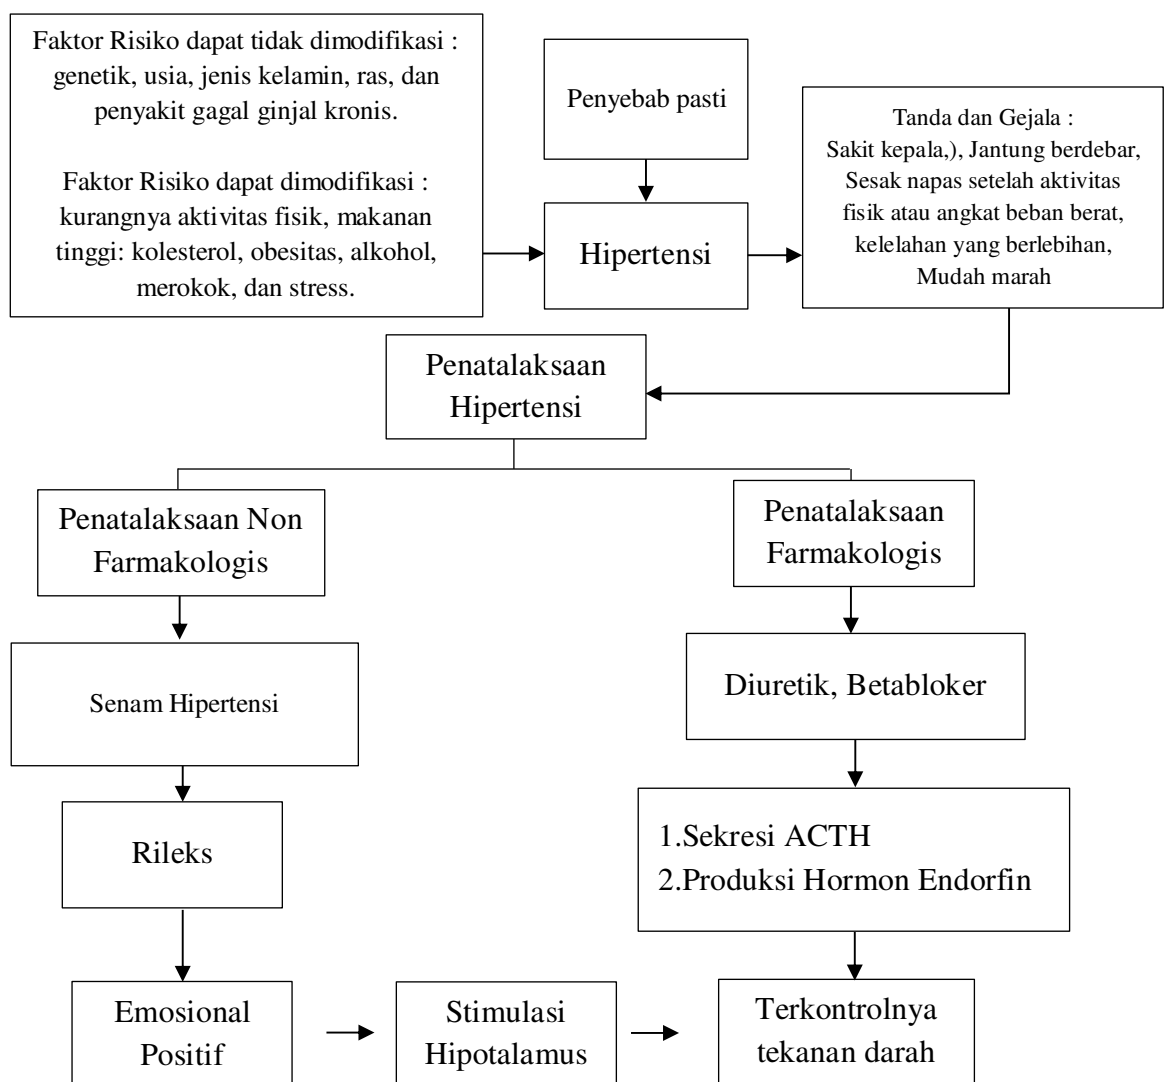 Faktor Risiko dapat tidak dimodifikasi :
genetik, usia, jenis kelamin, ras, dan
penyakit gagal ginjal kronis.
Faktor Risiko dapat dimodifikasi :
kurangnya aktivitas fisik, makanan
tinggi: kolesterol, obesitas, alkohol,
merokok, dan stress.
Penyebab pasti
Hipertensi
Tanda dan Gejala :
Sakit kepala,), Jantung berdebar,
Sesak napas setelah aktivitas
fisik atau angkat beban berat,
kelelahan yang berlebihan,
Mudah marah
Penatalaksaan
Hipertensi
Penatalaksaan Non
Farmakologis
Penatalaksaan
Farmakologis
Senam Hipertensi
Diuretik, Betabloker
Rileks
1.Sekresi ACTH
2.Produksi Hormon Endorfin
Emosional
Positif
Stimulasi
Hipotalamus
Terkontrolnya
tekanan darah